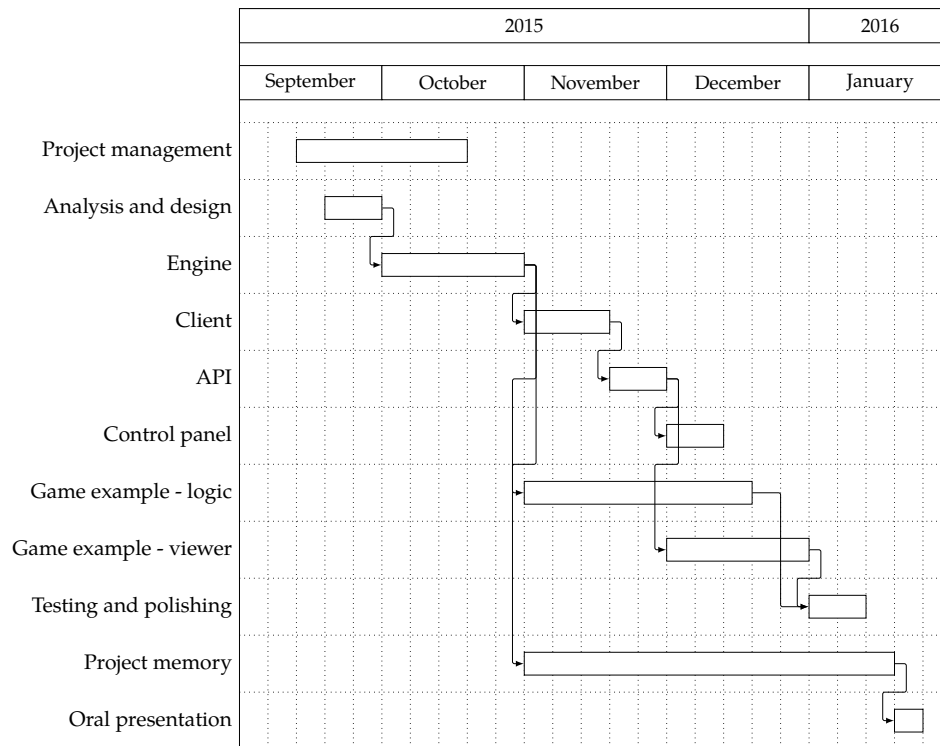 2015
2016
September
October
November
December
January
Project management
Analysis and design
Engine
Client
API
Control panel
Game example - logic
Game example - viewer
Testing and polishing
Project memory
Oral presentation